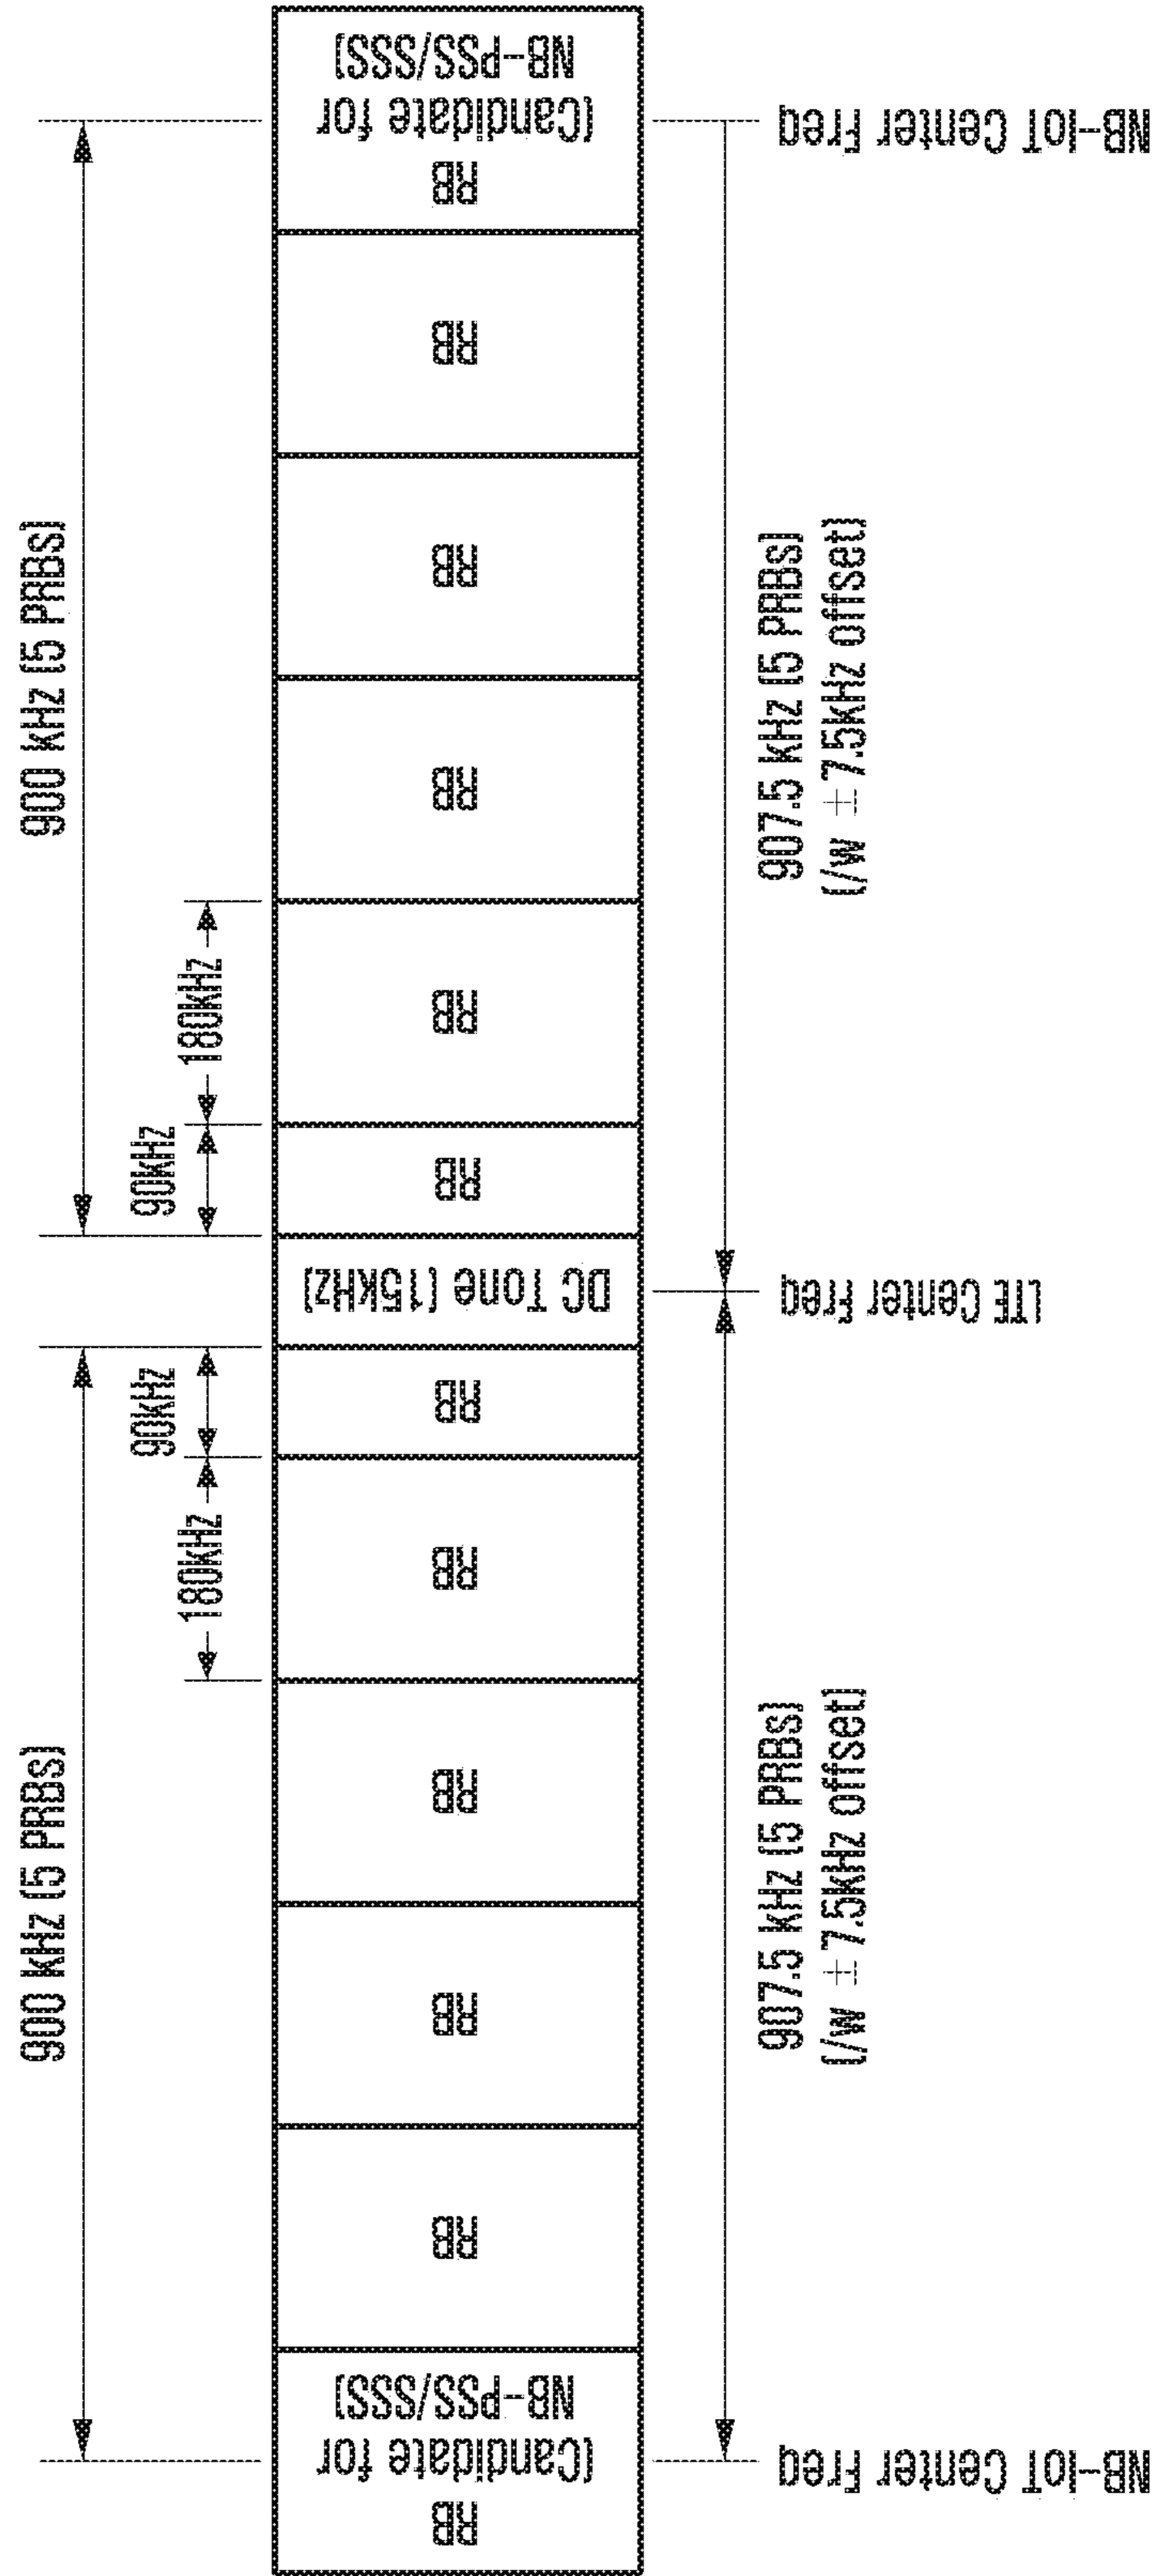 900 kHz (5 PRBs)
900 kHz (5 PRBs)
180kHz
90kHz
90kHz
180kHz
RB
(Candidate for
NB-PSS/SSS)
RB
RB
RB
RB
RB
DC Tone (15kHz)
RB
RB
RB
RB
RB
RB
(Candidate for
NB-PSS/SSS)
907.5 kHz (5 PRBs)
(/w ±7.5kHz offset)
907.5 kHz (5 PRBs)
(/w ±7.5kHz offset)
NB-IoT Center Freq
LTE Center Freq
NB-IoT Center Freq